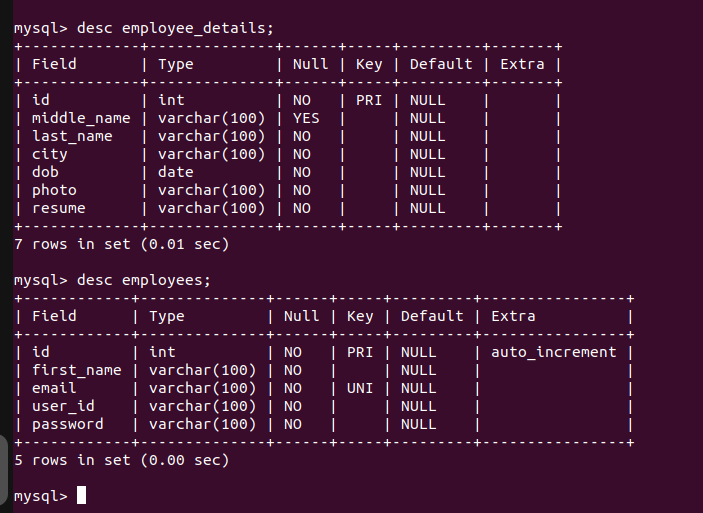 mysql> desc employee_details;
+-------------+--------------+------+-----+---------+-------+
| Field       | Type         | Null | Key | Default | Extra |
+-------------+--------------+------+-----+---------+-------+
| id          | int          | NO   | PRI | NULL    |       |
| middle_name | varchar(100) | YES  |     | NULL    |       |
| last_name   | varchar(100) | NO   |     | NULL    |       |
| city        | varchar(100) | NO   |     | NULL    |       |
| dob         | date         | NO   |     | NULL    |       |
| photo       | varchar(100) | NO   |     | NULL    |       |
| resume      | varchar(100) | NO   |     | NULL    |       |
+-------------+--------------+------+-----+---------+-------+
7 rows in set (0.01 sec)

mysql> desc employees;
+------------+--------------+------+-----+---------+----------------+
| Field      | Type         | Null | Key | Default | Extra          |
+------------+--------------+------+-----+---------+----------------+
| id         | int          | NO   | PRI | NULL    | auto_increment |
| first_name | varchar(100) | NO   |     | NULL    |                |
| email      | varchar(100) | NO   | UNI | NULL    |                |
| user_id    | varchar(100) | NO   |     | NULL    |                |
| password   | varchar(100) | NO   |     | NULL    |                |
+------------+--------------+------+-----+---------+----------------+
5 rows in set (0.00 sec)

mysql>